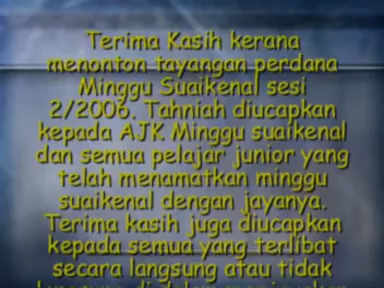 Terima Kasih kerana
menonton tayangan perdana
Minggu Suaikenal sesi
2/2006. Tahniah diucapkan
kepada AJK Minggu suaikenal
dan semua pelajar junior yang
telah menamatkan minggu
suaikenal dengan jayanya.
Terima kasih juga diucapkan
kepada semua yang terlibat
secara langsung atau tidak